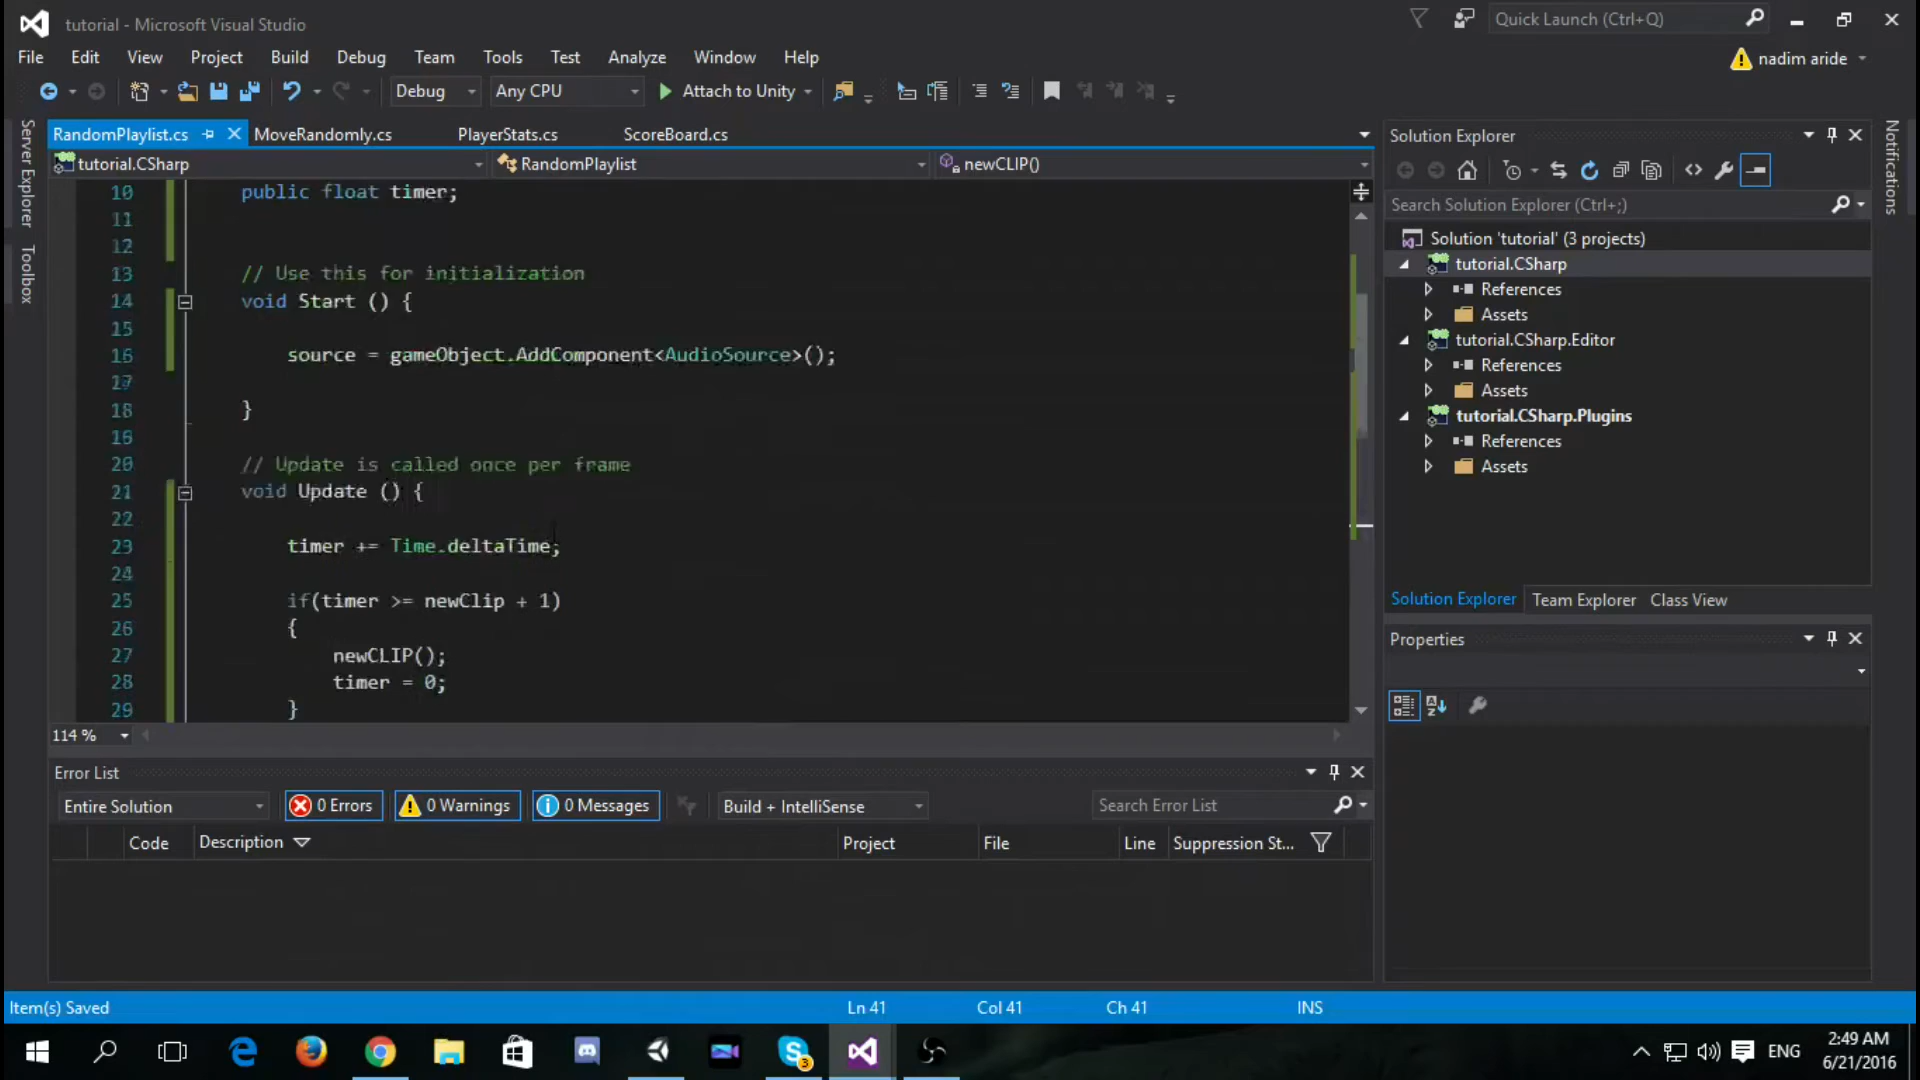 tutorial - Microsoft Visual Studio
Quick Launch (Ctrl+Q)
File Edit View Project Build Debug Team Tools Test Analyze Window Help
nadim aride
Debug Any CPU Attach to Unity
Server Explorer
Toolbox
RandomPlaylist.cs MoveRandomly.cs PlayerStats.cs ScoreBoard.cs
tutorial.CSharp RandomPlaylist newCLIP()
10 public float timer;
11
12
13 // Use this for initialization
14 void Start () {
15
16 source = gameObject.AddComponent<AudioSource>();
17
18 }
19
20 // Update is called once per frame
21 void Update () {
22
23 timer += Time.deltaTime;
24
25 if(timer >= newClip + 1)
26 {
27 newCLIP();
28 timer = 0;
29 }
114 %
Error List
Entire Solution 0 Errors 0 Warnings 0 Messages Build + IntelliSense Search Error List
Code Description Project File Line Suppression St...
Solution Explorer
Search Solution Explorer (Ctrl+;)
Solution 'tutorial' (3 projects)
tutorial.CSharp
References
Assets
tutorial.CSharp.Editor
References
Assets
tutorial.CSharp.Plugins
References
Assets
Solution Explorer Team Explorer Class View
Properties
Notifications
Item(s) Saved Ln 41 Col 41 Ch 41 INS
3
ENG
2:49 AM
6/21/2016